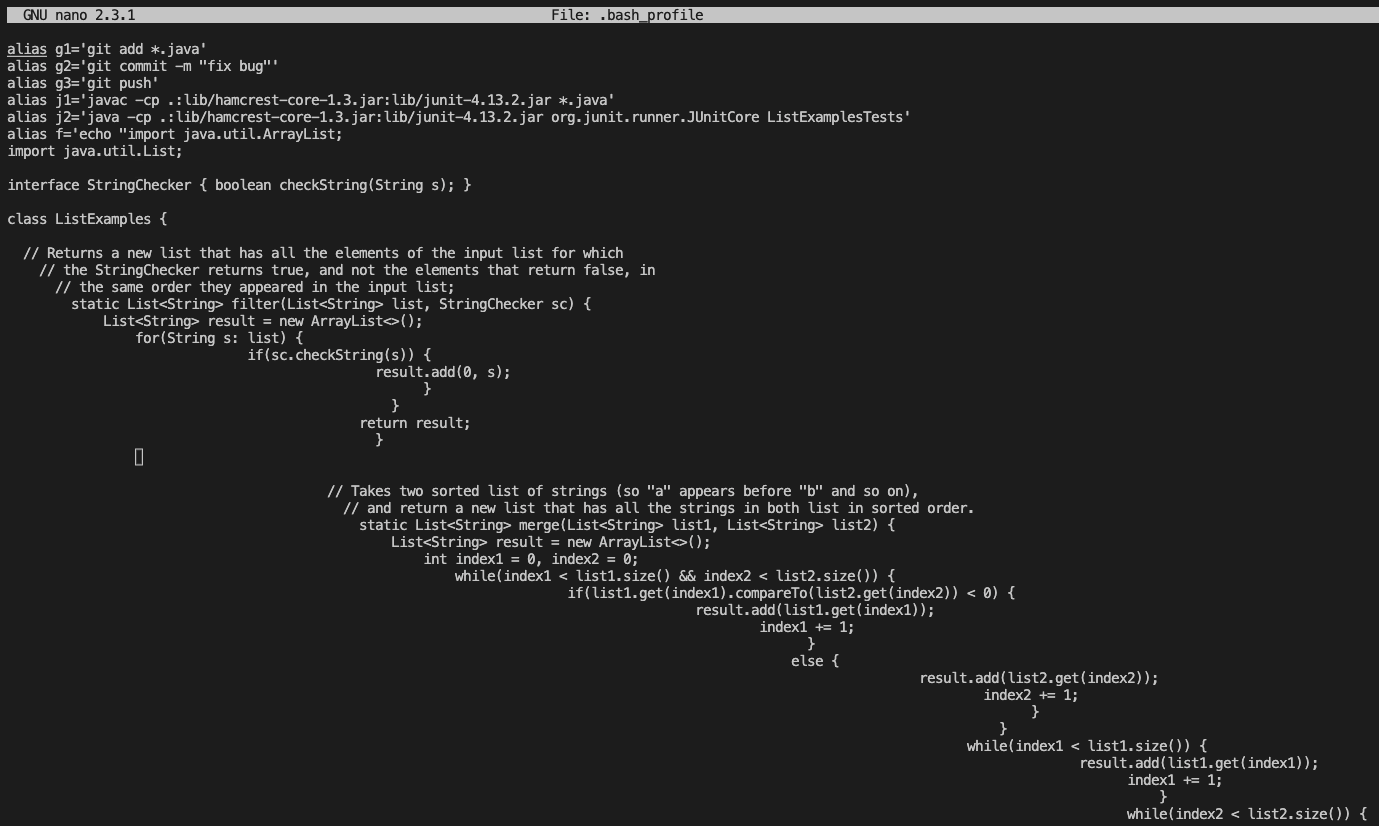 GNU nano 2.3.1 File: .bash_profile
alias g1='git add *.java'
alias g2='git commit -m "fix bug"'
alias g3='git push'
alias j1='javac -cp .:lib/hamcrest-core-1.3.jar:lib/junit-4.13.2.jar *.java'
alias j2='java -cp .:lib/hamcrest-core-1.3.jar:lib/junit-4.13.2.jar org.junit.runner.JUnitCore ListExamplesTests'
alias f='echo "import java.util.ArrayList;
import java.util.List;
interface StringChecker { boolean checkString(String s); }
class ListExamples {
// Returns a new list that has all the elements of the input list for which
// the StringChecker returns true, and not the elements that return false, in
// the same order they appeared in the input list;
static List<String> filter(List<String> list, StringChecker sc) {
List<String> result = new ArrayList<>();
for(String s: list) {
if(sc.checkString(s)) {
result.add(0, s);
}
}
return result;
}
// Takes two sorted list of strings (so "a" appears before "b" and so on),
// and return a new list that has all the strings in both list in sorted order.
static List<String> merge(List<String> list1, List<String> list2) {
List<String> result = new ArrayList<>();
int index1 = 0, index2 = 0;
while(index1 < list1.size() && index2 < list2.size()) {
if(list1.get(index1).compareTo(list2.get(index2)) < 0) {
result.add(list1.get(index1));
index1 += 1;
}
else {
result.add(list2.get(index2));
index2 += 1;
}
}
while(index1 < list1.size()) {
result.add(list1.get(index1));
index1 += 1;
}
while(index2 < list2.size()) {